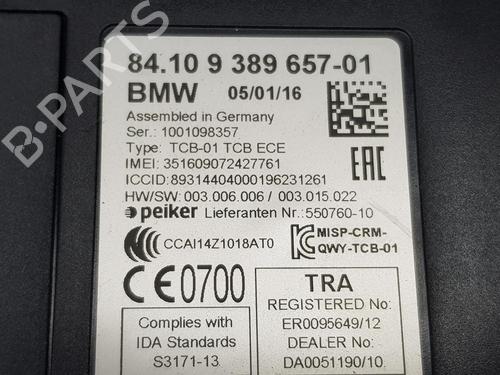 84.10 9 389 657-01
BMW 05/01/16
Assembled in Germany
Ser.: 1001098357
Type: TCB-01 TCB ECE
IMEI: 351609072427761
ICCID: 89314404000196231261
HW/SW: 003.006.006 / 003.015.022
peiker Lieferanten Nr.:550760-10
CCAI14Z1018AT0
MISP-CRM-
QWY-TCB-01
CE0700
Complies with
IDA Standards
S3171-13
TRA
REGISTERED No:
ER0095649/12
DEALER No:
DA0051190/10
EAC
B-PARTS